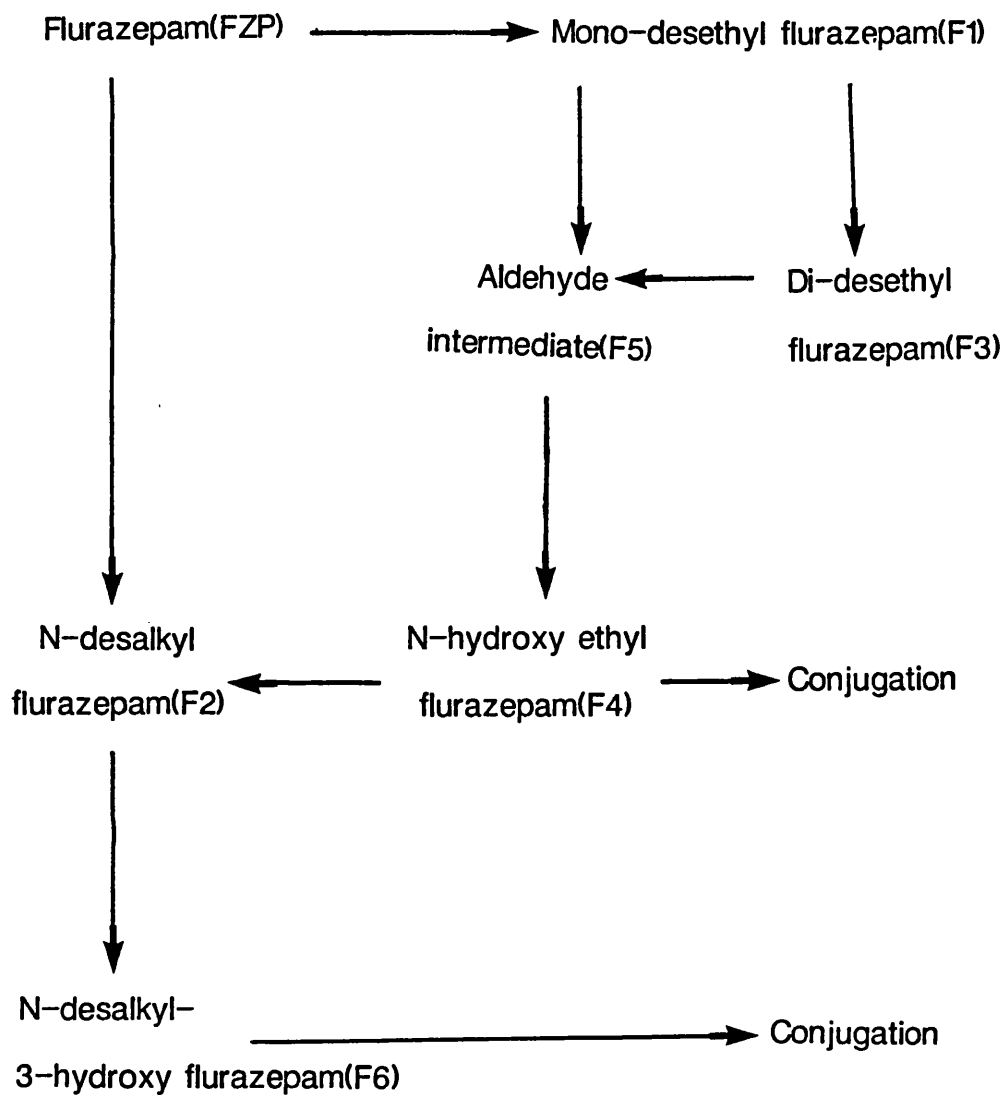 Flurazepam(FZP)
Mono-desethyl flurazepam(F1)
Aldehyde
intermediate(F5)
Di-desethyl
flurazepam(F3)
N-desalkyl
flurazepam(F2)
N-hydroxy ethyl
flurazepam(F4)
Conjugation
N-desalkyl-
3-hydroxy flurazepam(F6)
Conjugation